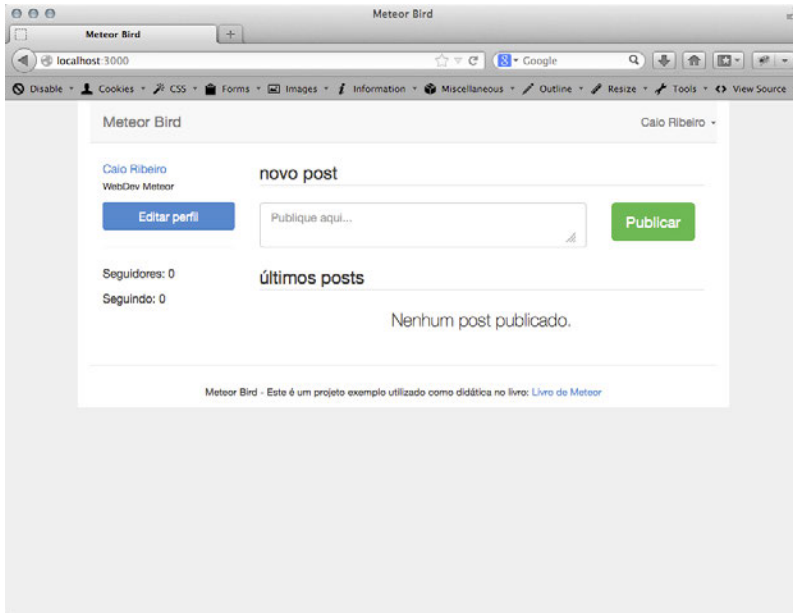 Meteor Bird
Meteor Bird
localhost:3000
Google
Disable Cookies CSS Forms Images Information Miscellaneous Outline Resize Tools View Source
Meteor Bird
Caio Ribeiro
Caio Ribeiro
WebDev Meteor
Editar perfil
Seguidores: 0
Seguindo: 0
novo post
Publique aqui...
Publicar
últimos posts
Nenhum post publicado.
Meteor Bird - Este é um projeto exemplo utilizado como didática no livro: Livro de Meteor